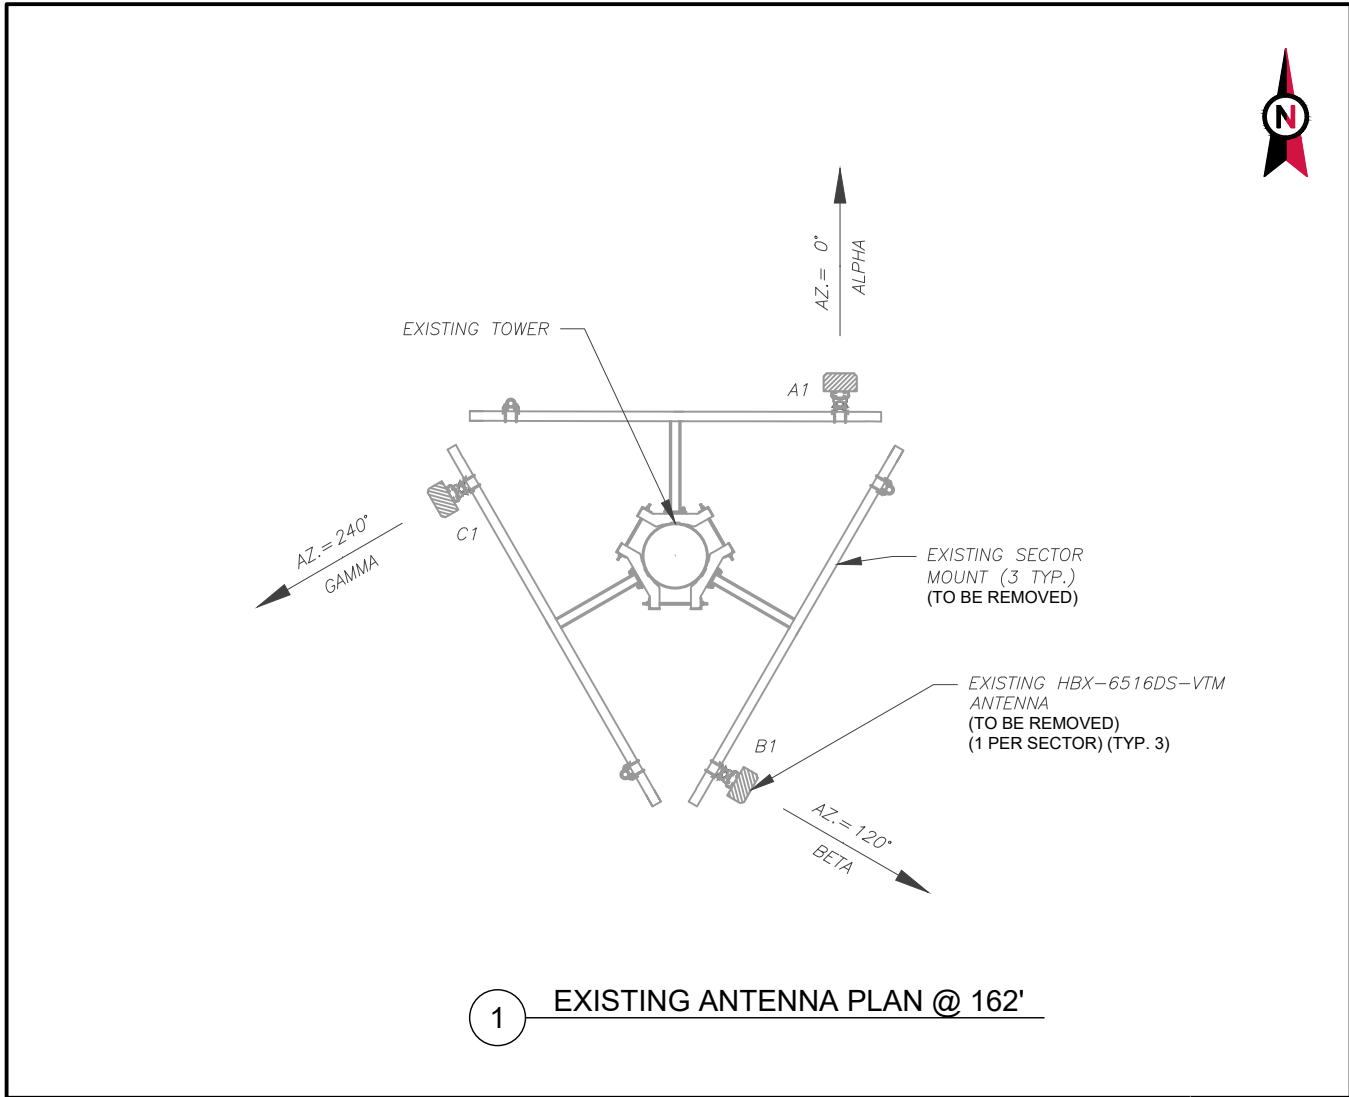 N
AZ.= 0°
ALPHA
EXISTING TOWER
A1
C1
AZ.=240°
GAMMA
EXISTING SECTOR
MOUNT (3 TYP.)
(TO BE REMOVED)
EXISTING HBX-6516DS-VTM
ANTENNA
(TO BE REMOVED)
(1 PER SECTOR) (TYP. 3)
B1
AZ.=120°
BETA
1
EXISTING ANTENNA PLAN @ 162'